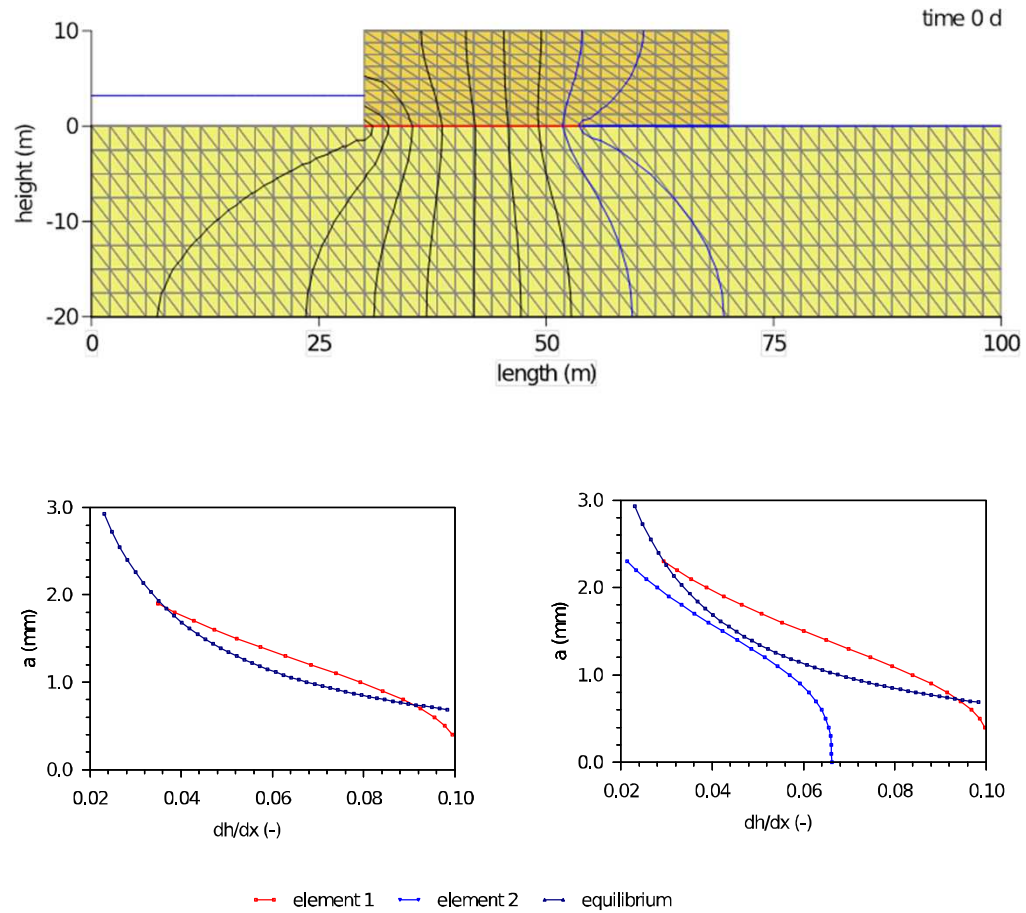 time 0 d
10
0
-10
-20
height (m)
0 25 50 75 100
length (m)
3.0
2.0
1.0
0.0
a (mm)
0.02 0.04 0.06 0.08 0.10
dh/dx (-)
3.0
2.0
1.0
0.0
a (mm)
0.02 0.04 0.06 0.08 0.10
dh/dx (-)
element 1 element 2 equilibrium